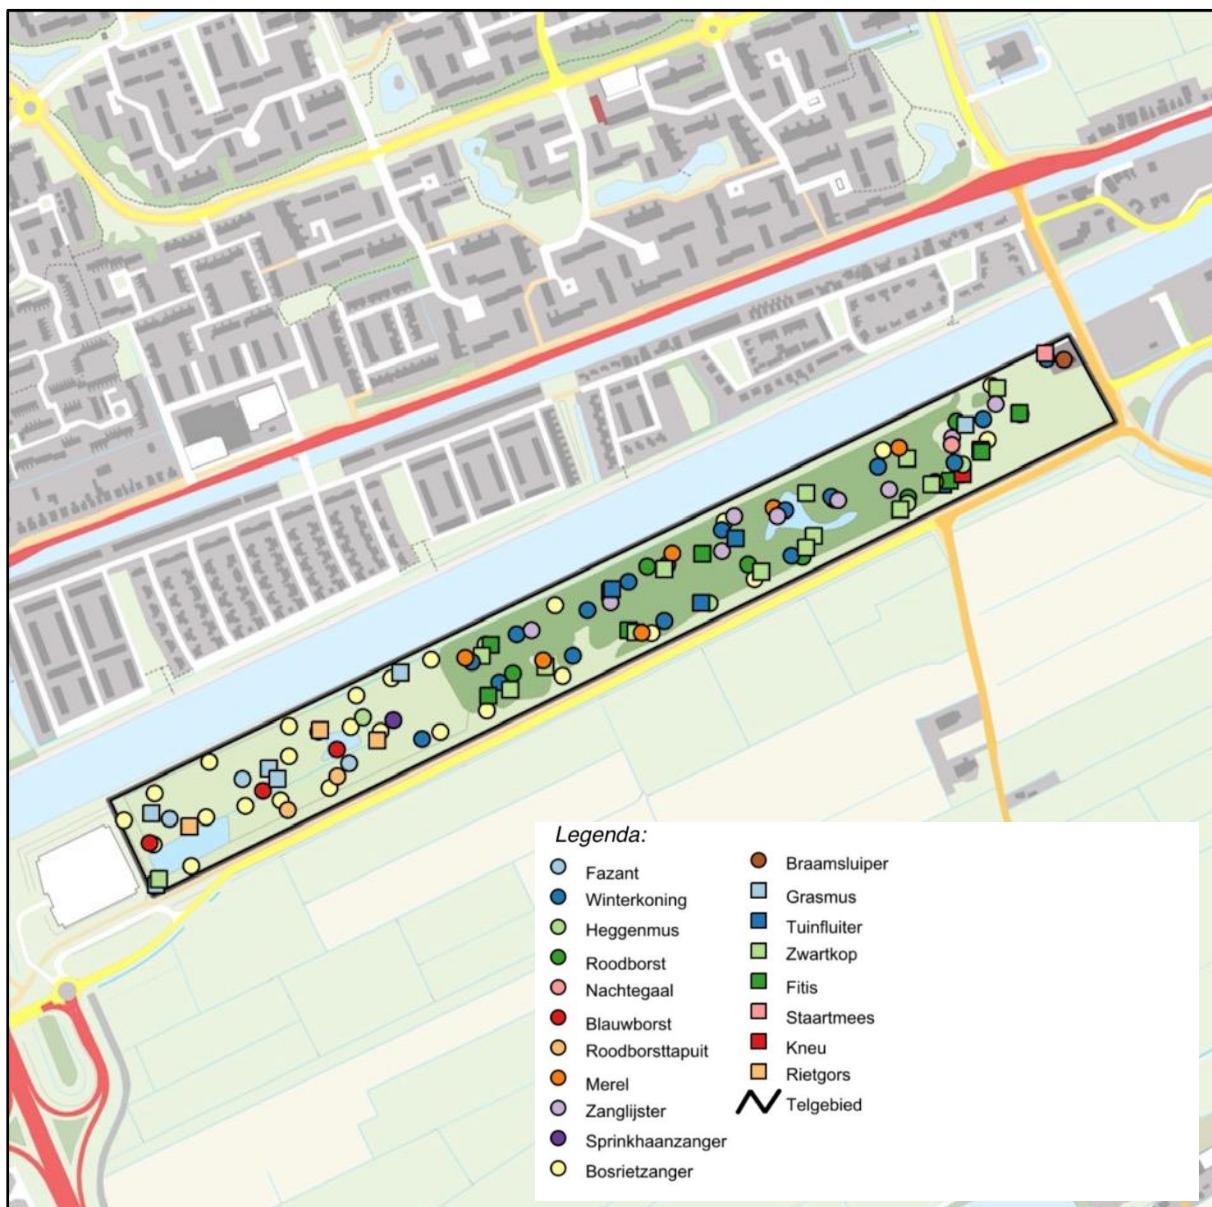 Legenda:
Fazant
Winterkoning
Heggenmus
Roodborst
Nachtegaal
Blauwborst
Roodborsttapuit
Merel
Zanglijster
Sprinkhaanzanger
Bosrietzanger
Braamsluiper
Grasmus
Tuinfluiter
Zwartkop
Fitis
Staartmees
Kneu
Rietgors
Telgebied